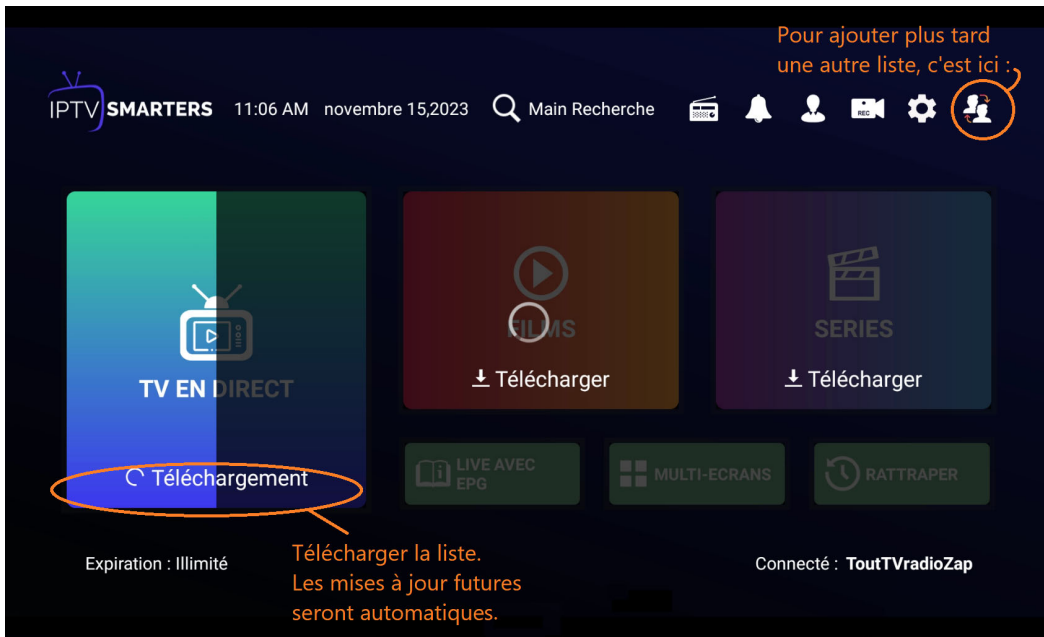 Pour ajouter plus tard
une autre liste, c'est ici :
IPTV SMARTERS 11:06 AM novembre 15,2023 Main Recherche REC
TV EN DIRECT
Téléchargement
FILMS
Télécharger
SERIES
Télécharger
LIVE AVEC
EPG
MULTI-ECRANS
RATTRAPER
Télécharger la liste.
Les mises à jour futures
seront automatiques.
Expiration : Illimité
Connecté : ToutTVradioZap